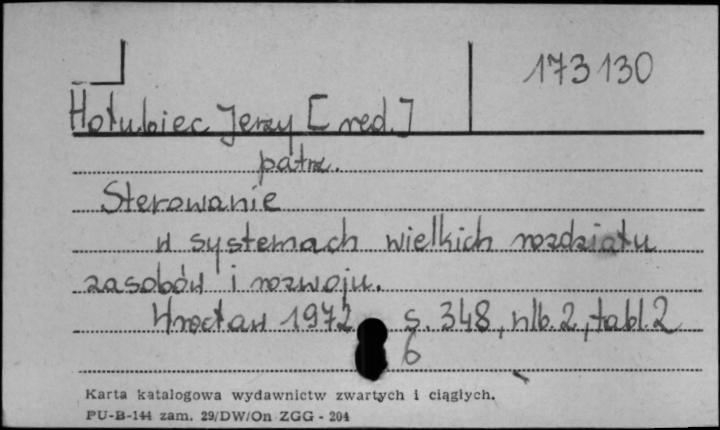 173130
Hołubiec Jerzy [red.]
patrz.
Sterowanie
w systemach wielkich rozdziału
zasobów i rozwoju.
Wrocław 1972 s. 348, nlb. 2, tabl. 2
6
Karta katalogowa wydawnictw zwartych i ciągłych.
PU-B-144 zam. 29/DW/On ZGG - 204